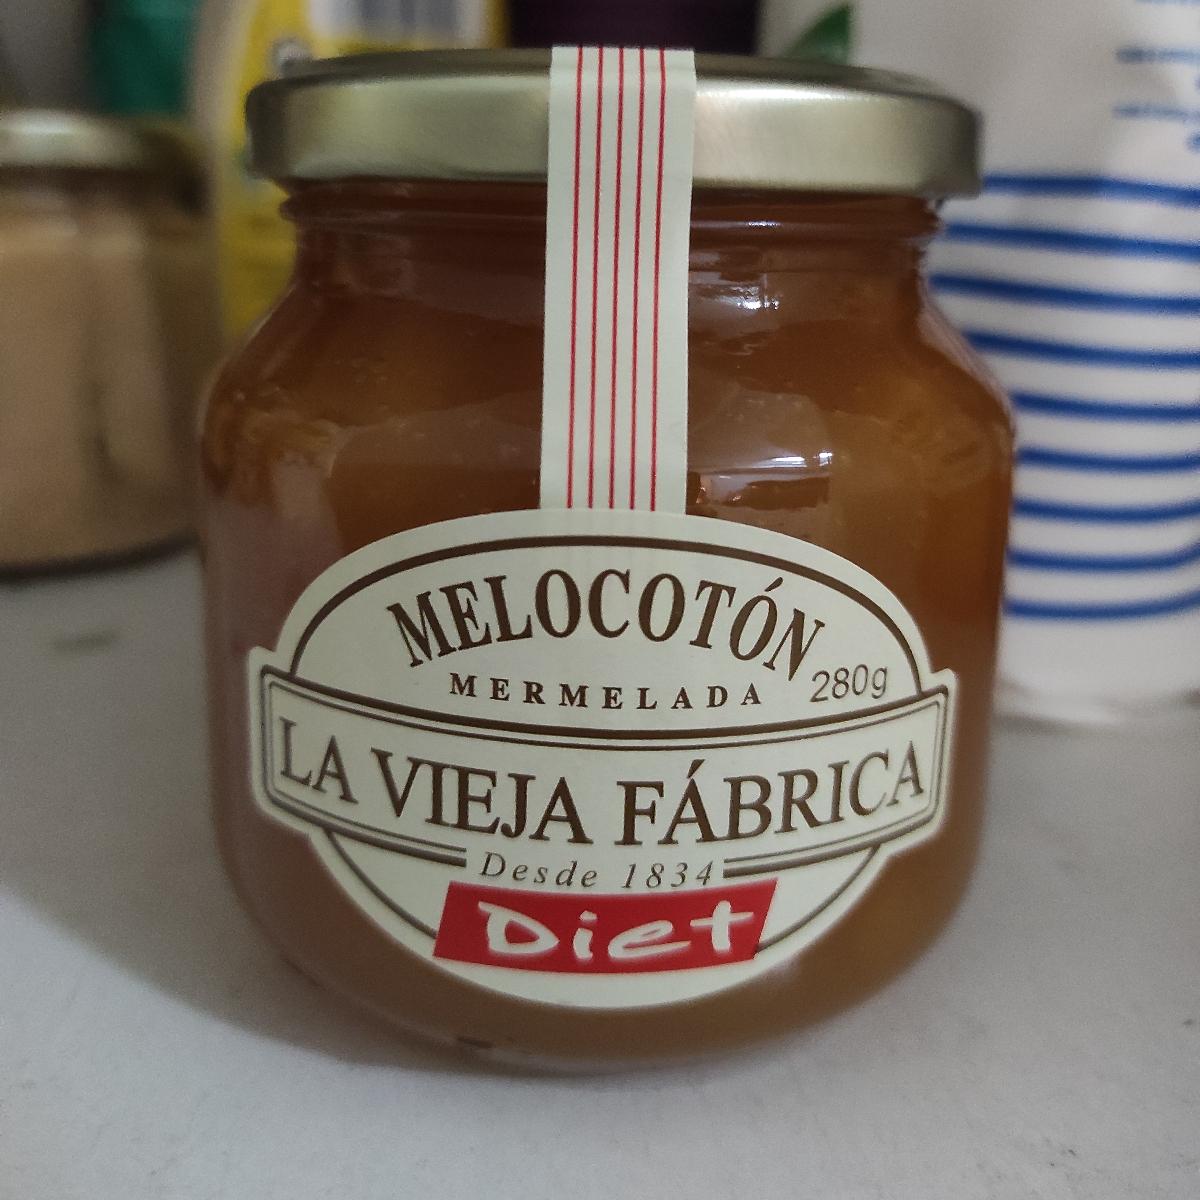 MELOCOTÓN
MERMELADA 280g
LA VIEJA FÁBRICA
Desde 1834
Diet